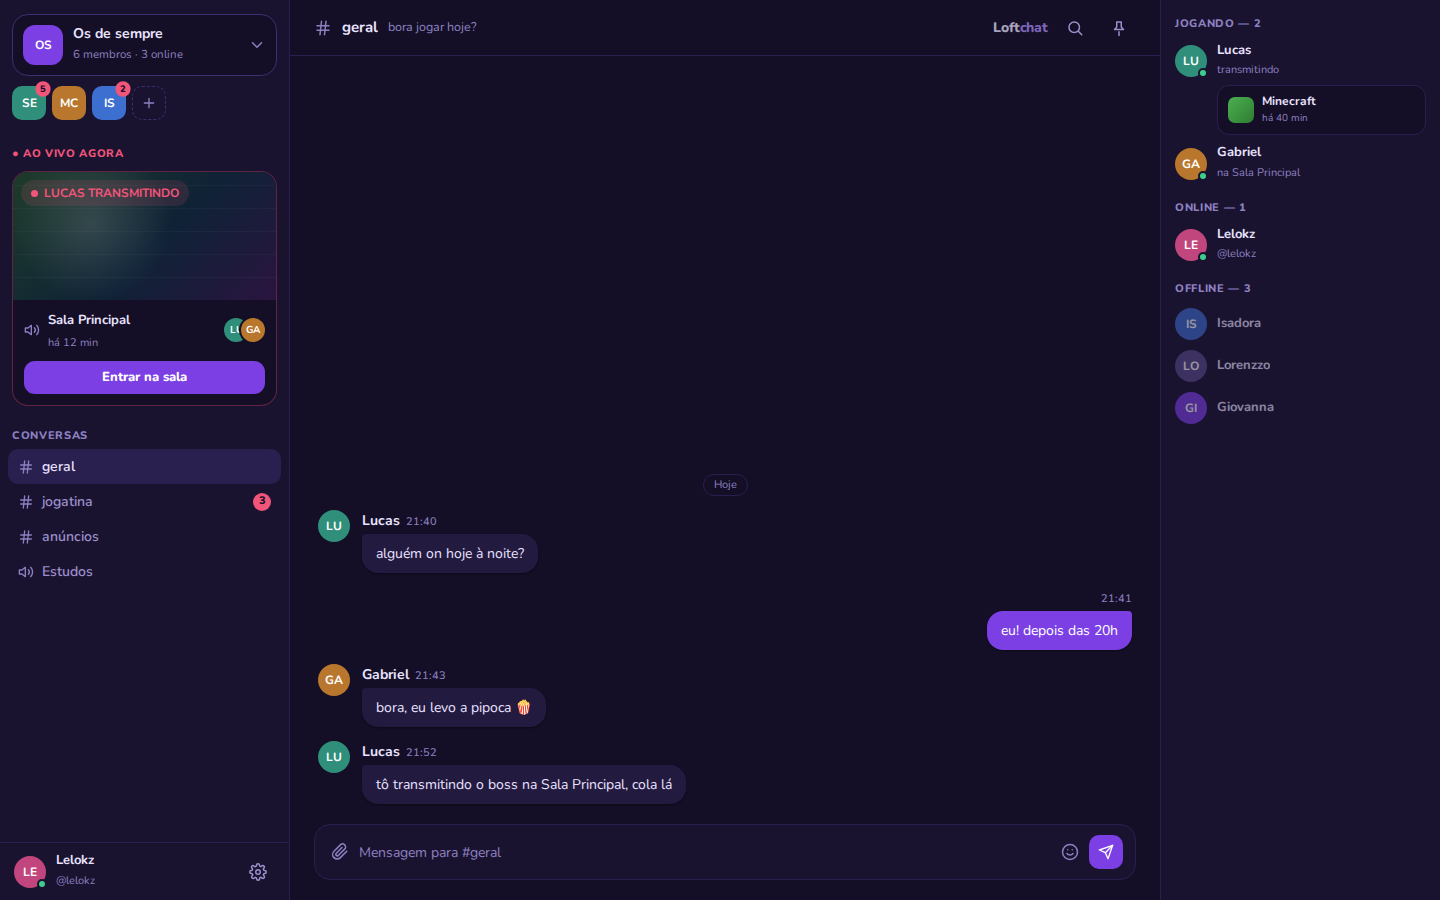 OS
Os de sempre
6 membros · 3 online
SE
5
MC
IS
2
+
• AO VIVO AGORA
LUCAS TRANSMITINDO
Sala Principal
há 12 min
GA
Entrar na sala
CONVERSAS
# geral
# jogatina
3
# anúncios
Estudos
LE
Lelokz
@lelokz
# geral
bora jogar hoje?
Loftchat
Hoje
LU
Lucas 21:40
alguém on hoje à noite?
21:41
eu! depois das 20h
GA
Gabriel 21:43
bora, eu levo a pipoca 🍿
LU
Lucas 21:52
tô transmitindo o boss na Sala Principal, cola lá
Mensagem para #geral
JOGANDO — 2
LU
Lucas
transmitindo
Minecraft
há 40 min
GA
Gabriel
na Sala Principal
ONLINE — 1
LE
Lelokz
@lelokz
OFFLINE — 3
IS
Isadora
LO
Lorenzzo
GI
Giovanna